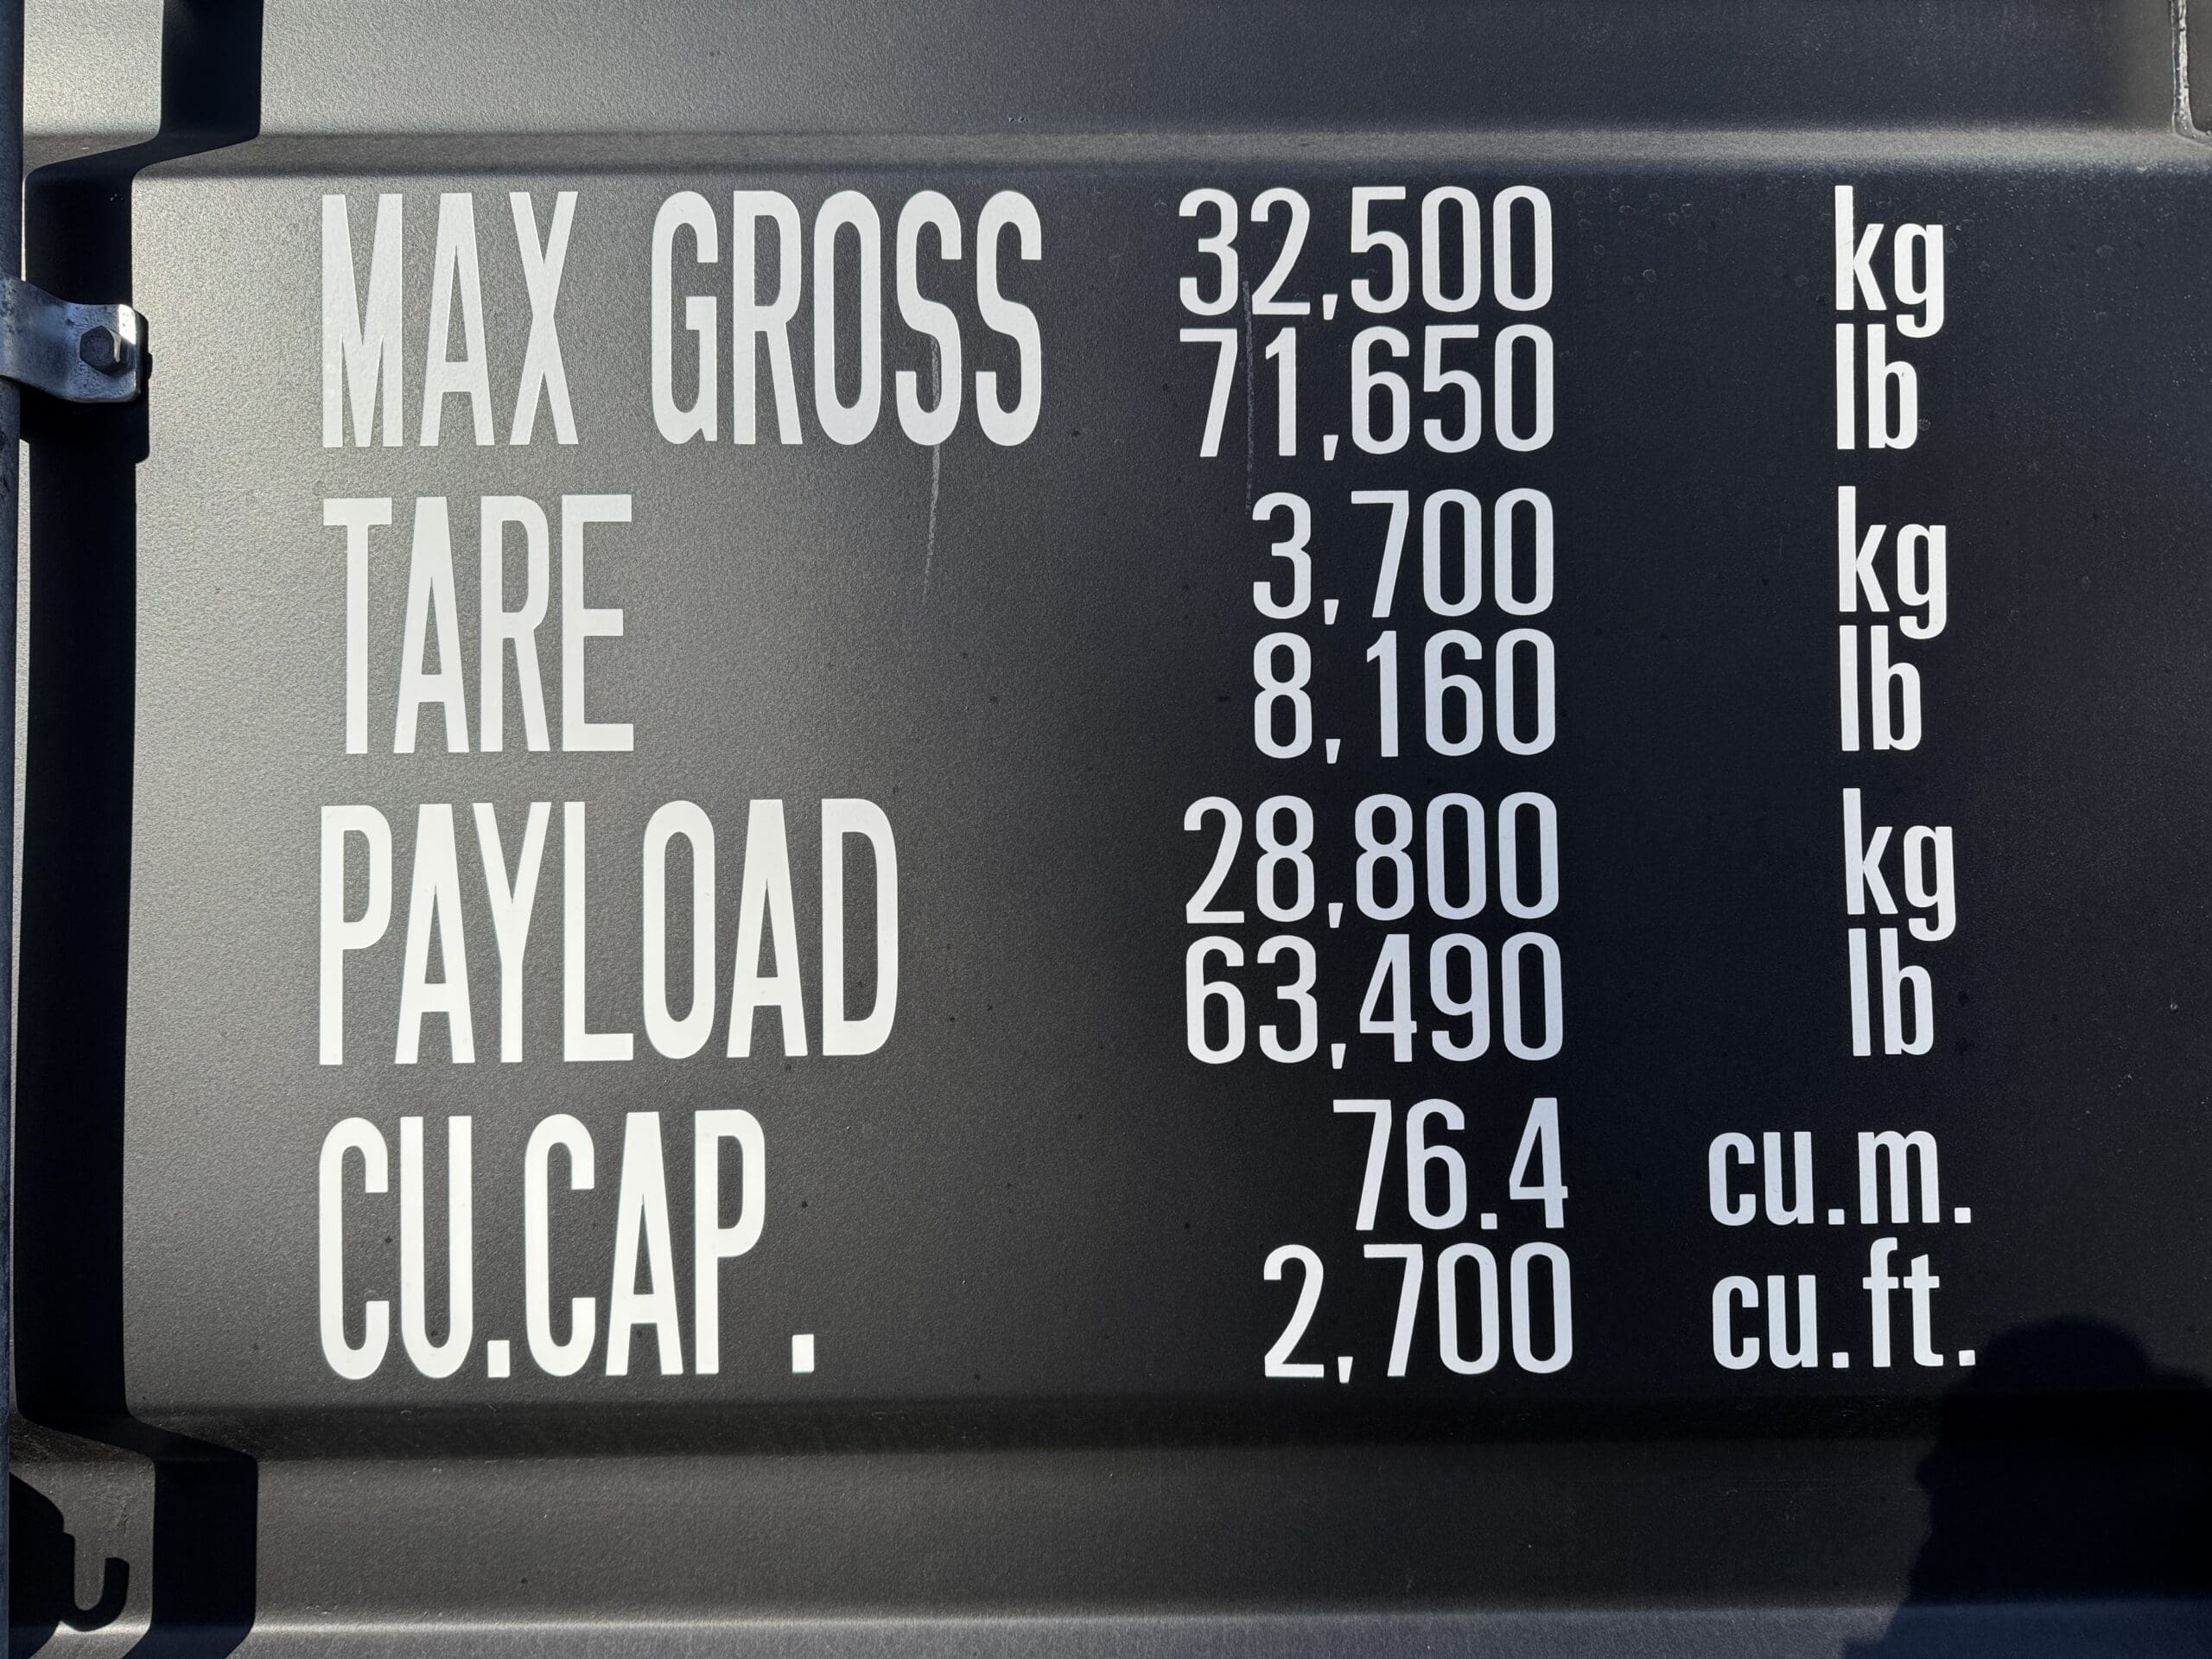 MAX GROSS 32,500 kg
71,650 lb
TARE 3,700 kg
8,160 lb
PAYLOAD 28,800 kg
63,490 lb
CU.CAP. 76.4 cu.m.
2,700 cu.ft.